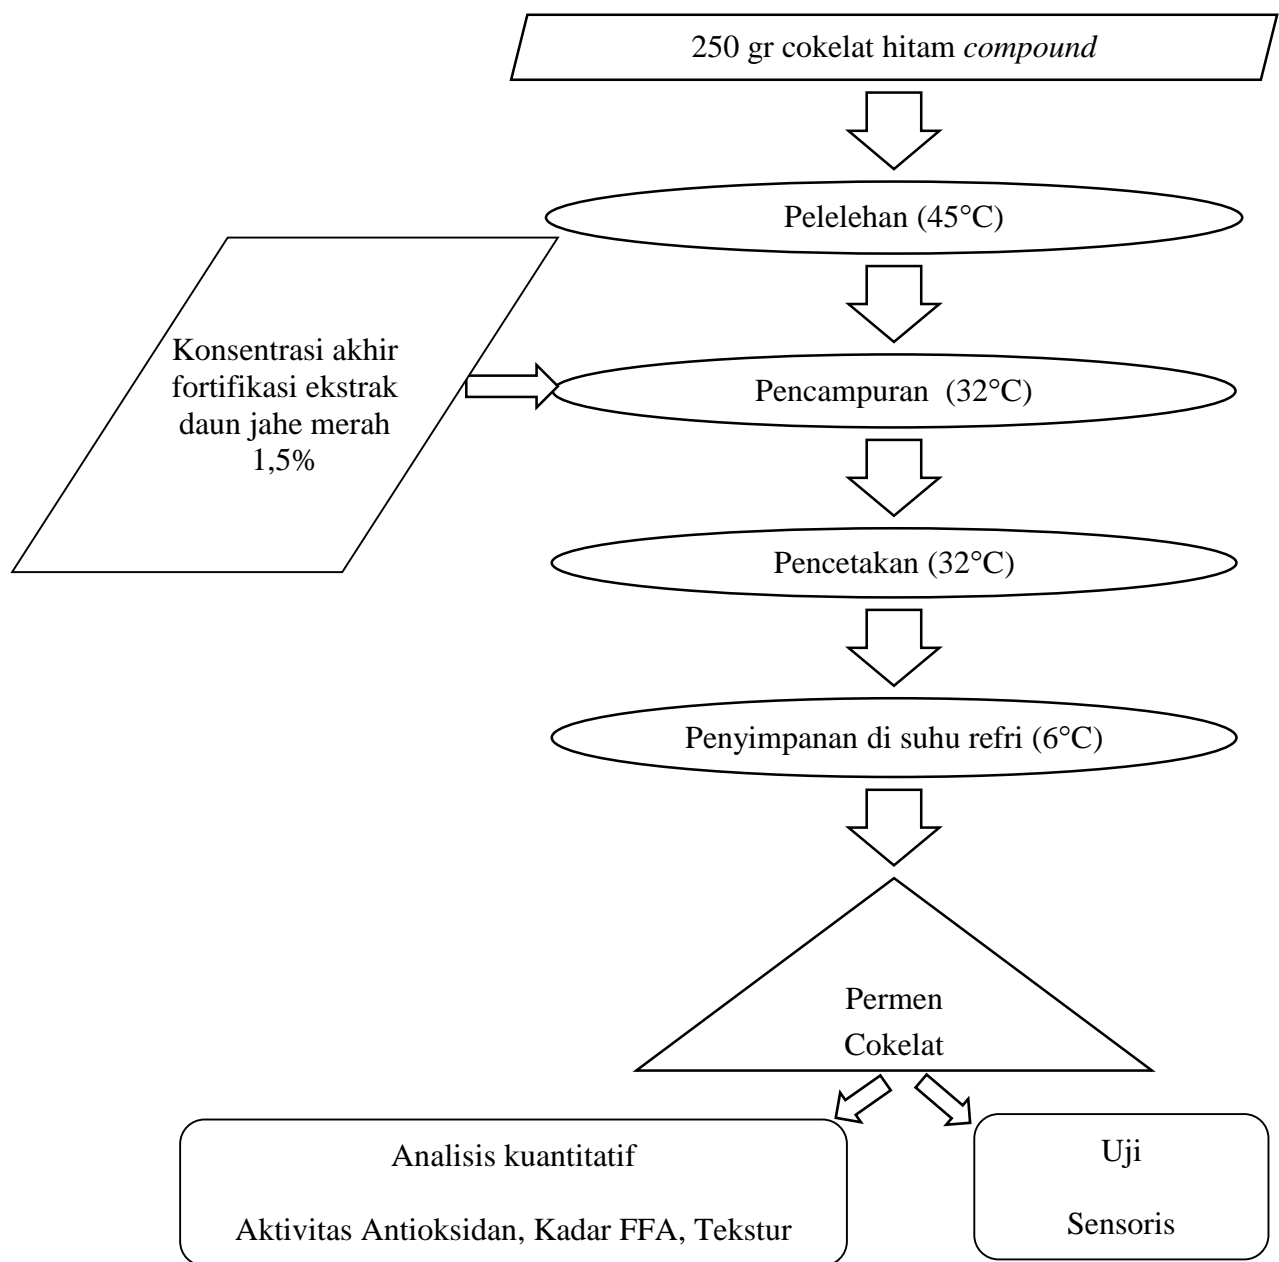 250 gr cokelat hitam compound
Pelelehan (45°C)
Konsentrasi akhir
fortifikasi ekstrak
daun jahe merah
1,5%
Pencampuran (32°C)
Pencetakan (32°C)
Penyimpanan di suhu refri (6°C)
Permen
Cokelat
Analisis kuantitatif
Aktivitas Antioksidan, Kadar FFA, Tekstur
Uji
Sensoris